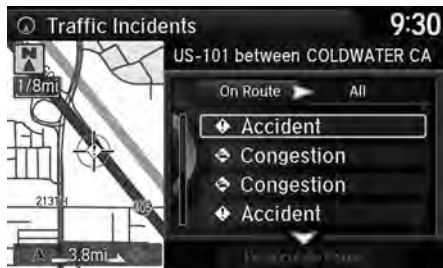 Traffic Incidents
9:30
US-101 between COLDWATER CA
N
1/8mi
On Route
All
Accident
Congestion
Congestion
Accident
213TH
405
3.8mi